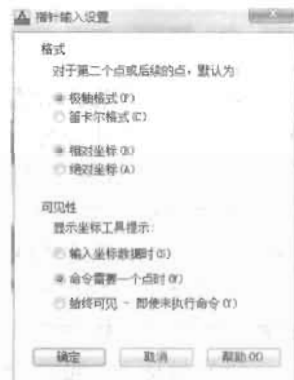 指针输入设置
格式
对于第二个点或后续的点，默认为
极轴格式(P)
笛卡尔格式(C)
相对坐标(R)
绝对坐标(A)
可见性
显示坐标工具提示:
输入坐标数据时(S)
命令需要一个点时(W)
始终可见 - 即使未执行命令(Y)
确定
取消
帮助(H)